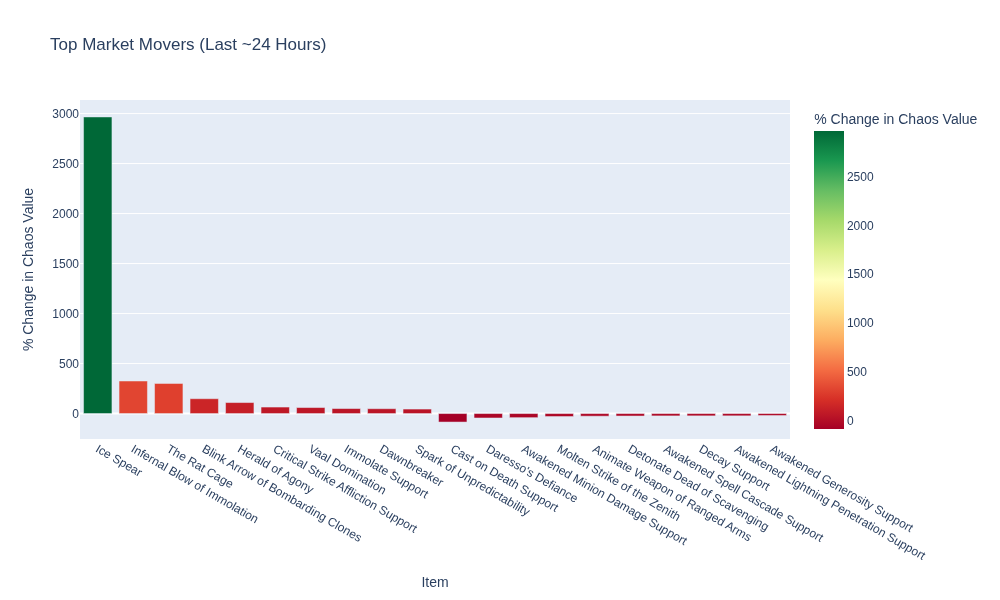 Top Market Movers (Last ~24 Hours)
% Change in Chaos Value
3000
2500
2000
1500
1000
500
0
% Change in Chaos Value
2500
2000
1500
1000
500
0
Ice Spear
Infernal Blow of Immolation
The Rat Cage
Blink Arrow of Bombarding Clones
Herald of Agony
Critical Strike Affliction Support
Vaal Domination
Immolate Support
Dawnbreaker
Spark of Unpredictability
Cast on Death Support
Daresso's Defiance
Awakened Minion Damage Support
Molten Strike of the Zenith
Animate Weapon of Ranged Arms
Detonate Dead of Scavenging
Awakened Spell Cascade Support
Decay Support
Awakened Lightning Penetration Support
Awakened Generosity Support
Item